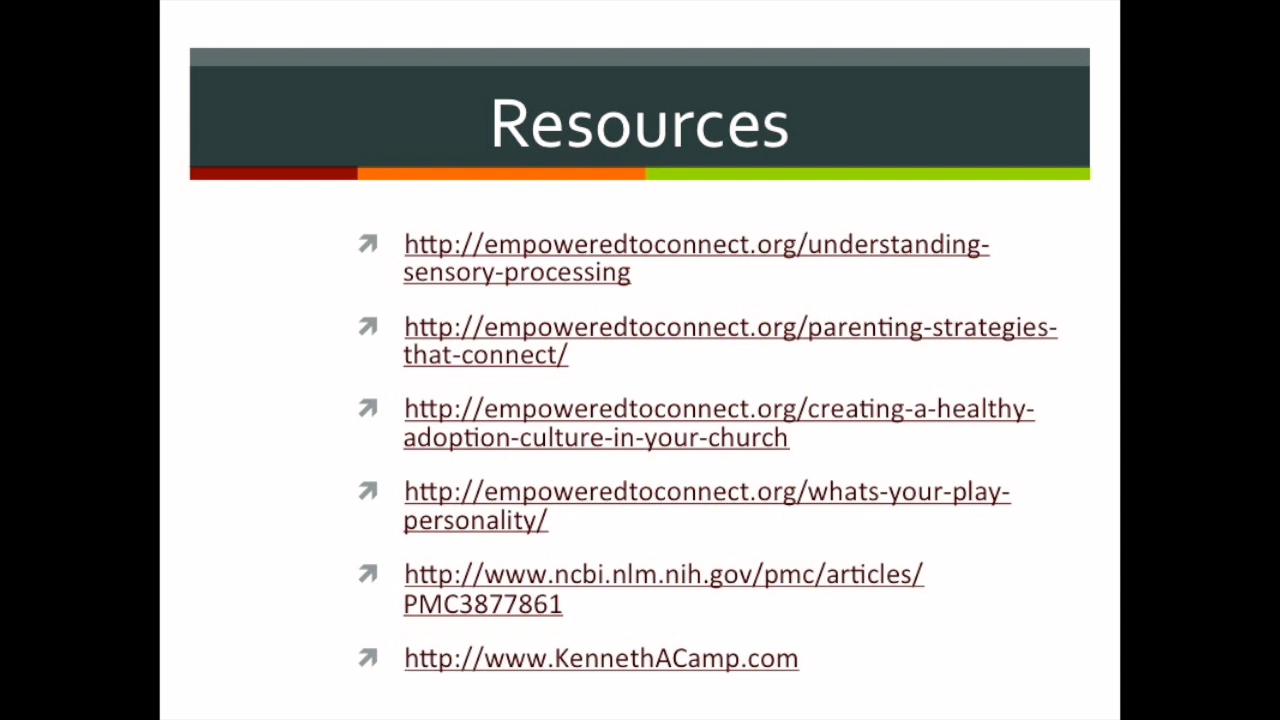 Resources
http://empoweredtoconnect.org/understanding-
sensory-processing
http://empoweredtoconnect.org/parenting-strategies-
that-connect/
http://empoweredtoconnect.org/creating-a-healthy-
adoption-culture-in-your-church
http://empoweredtoconnect.org/whats-your-play-
personality/
http://www.ncbi.nlm.nih.gov/pmc/articles/
PMC3877861
http://www.KennethACamp.com